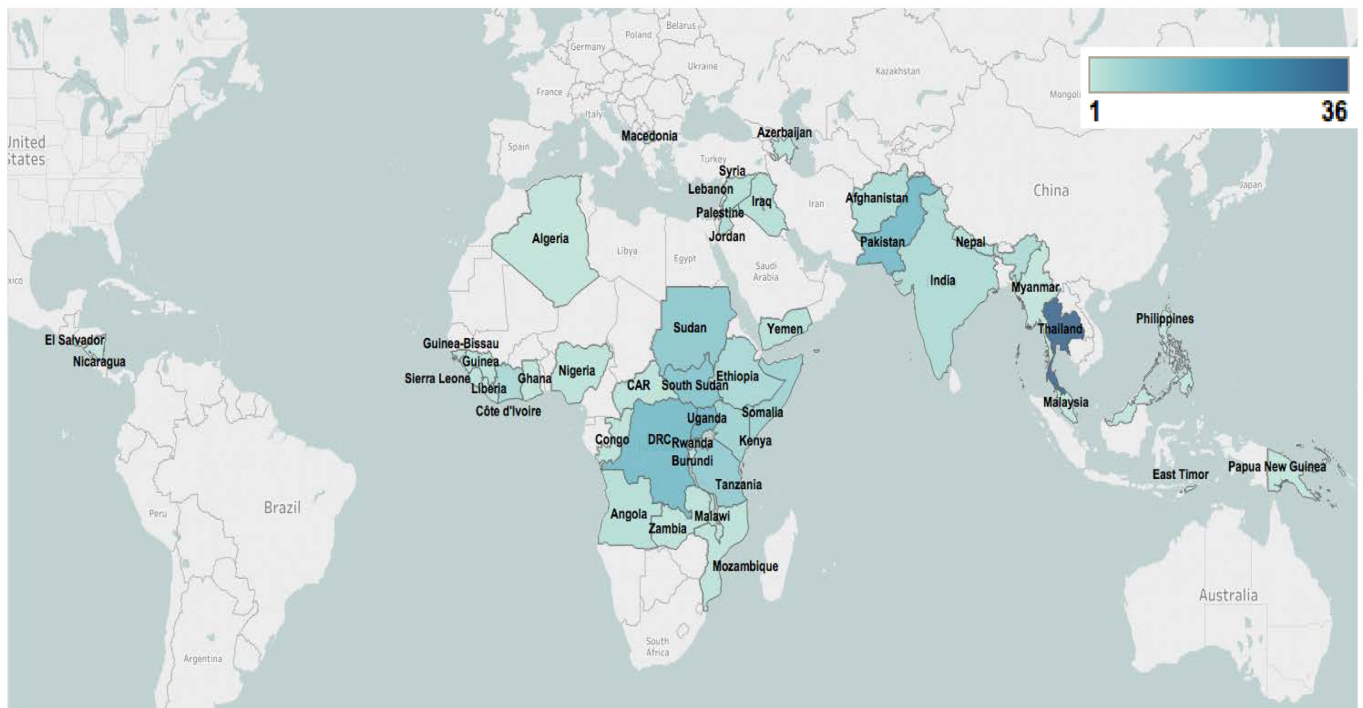 Belarus
Poland
Germany
Ukraine
Kazakhstan
France
Mongol
1 36
Italy
United
States
Macedonia
Azerbaijan
Spain
Turkey
Syria
China
Japan
Lebanon
Iraq
Iran
Afghanistan
Palestine
Jordan
Algeria
Libya
Egypt
Pakistan
Nepal
Saudi
Arabia
India
xico
Myanmar
Sudan
Yemen
Thailand
Philippines
El Salvador
Guinea-Bissau
Nicaragua
Guinea
Nigeria
Ethiopia
Sierra Leone
Liberia
Ghana
CAR
South Sudan
Malaysia
Côte d'Ivoire
Somalia
Uganda
Congo
DRC
Rwanda
Kenya
Burundi
Papua New Guinea
East Timor
Tanzania
Brazil
Peru
Angola
Malawi
Zambia
Mozambique
Australia
South
Africa
Argentina